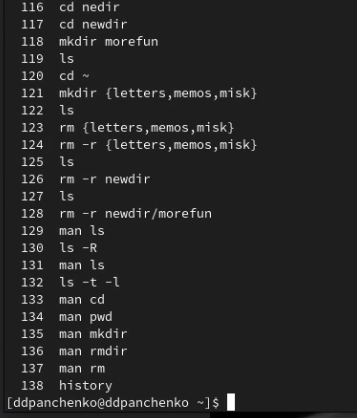 116 cd nedir
117 cd newdir
118 mkdir morefun
119 ls
120 cd ~
121 mkdir {letters,memos,misk}
122 ls
123 rm {letters,memos,misk}
124 rm -r {letters,memos,misk}
125 ls
126 rm -r newdir
127 ls
128 rm -r newdir/morefun
129 man ls
130 ls -R
131 man ls
132 ls -t -l
133 man cd
134 man pwd
135 man mkdir
136 man rmdir
137 man rm
138 history
[ddpanchenko@ddpanchenko ~]$